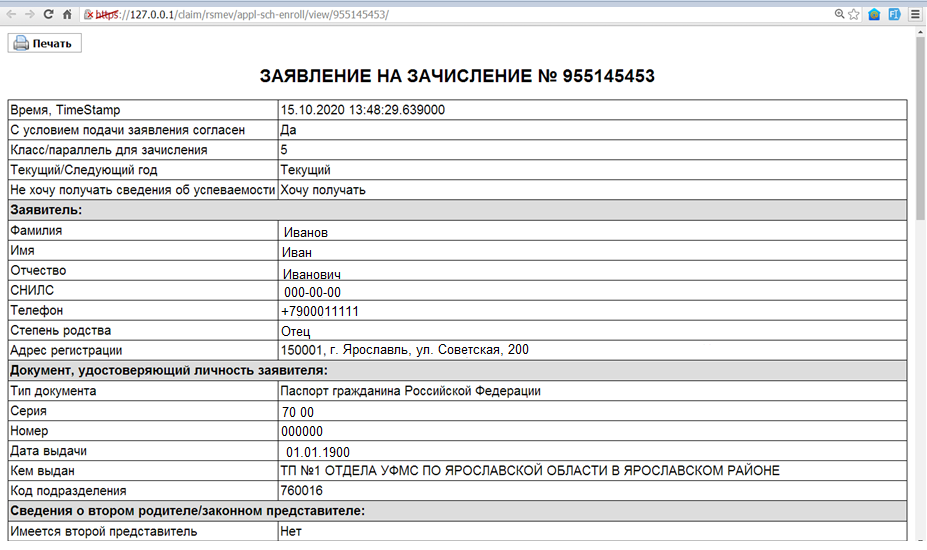 https://127.0.0.1/claim/rsmev/appl-sch-enroll/view/955145453/
Печать
ЗАЯВЛЕНИЕ НА ЗАЧИСЛЕНИЕ № 955145453
Время, TimeStamp 15.10.2020 13:48:29.639000
С условием подачи заявления согласен Да
Класс/параллель для зачисления 5
Текущий/Следующий год Текущий
Не хочу получать сведения об успеваемости Хочу получать
Заявитель:
Фамилия Иванов
Имя Иван
Отчество Иванович
СНИЛС 000-00-00
Телефон +7900011111
Степень родства Отец
Адрес регистрации 150001, г. Ярославль, ул. Советская, 200
Документ, удостоверяющий личность заявителя:
Тип документа Паспорт гражданина Российской Федерации
Серия 70 00
Номер 000000
Дата выдачи 01.01.1900
Кем выдан ТП №1 ОТДЕЛА УФМС ПО ЯРОСЛАВСКОЙ ОБЛАСТИ В ЯРОСЛАВСКОМ РАЙОНЕ
Код подразделения 760016
Сведения о втором родителе/законном представителе:
Имеется второй представитель Нет